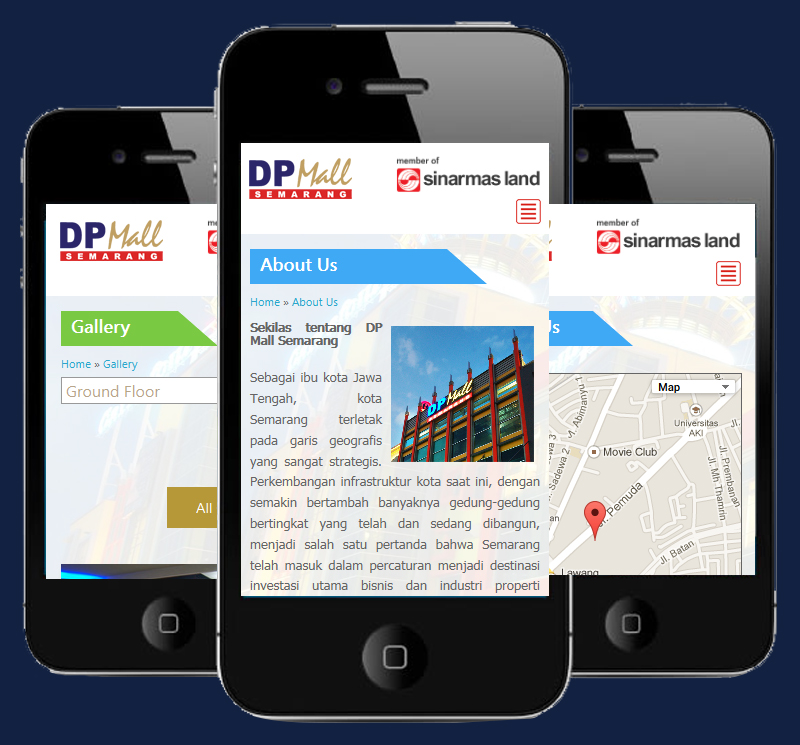 DP Mall
SEMARANG
Gallery
Home » Gallery
Ground Floor
All
DP Mall
SEMARANG
member of
sinarmas land
About Us
Home » About Us
Sekilas tentang DP
Mall Semarang
DP Mall
Sebagai ibu kota Jawa
Tengah, kota
Semarang terletak
pada garis geografis
yang sangat strategis.
Perkembangan infrastruktur kota saat ini, dengan
semakin bertambah banyaknya gedung-gedung
bertingkat yang telah dan sedang dibangun,
menjadi salah satu pertanda bahwa Semarang
telah masuk dalam percaturan menjadi destinasi
investasi utama bisnis dan industri properti
member of
sinarmas land
Us
Map
Jl. Abimanyu 1
Universitas
AKI
Movie Club
Sadewa 2
Jl. Prembanan
Jl. Mh.Thamrin
Jl. Pemuda
Jl. Batan
Lawang